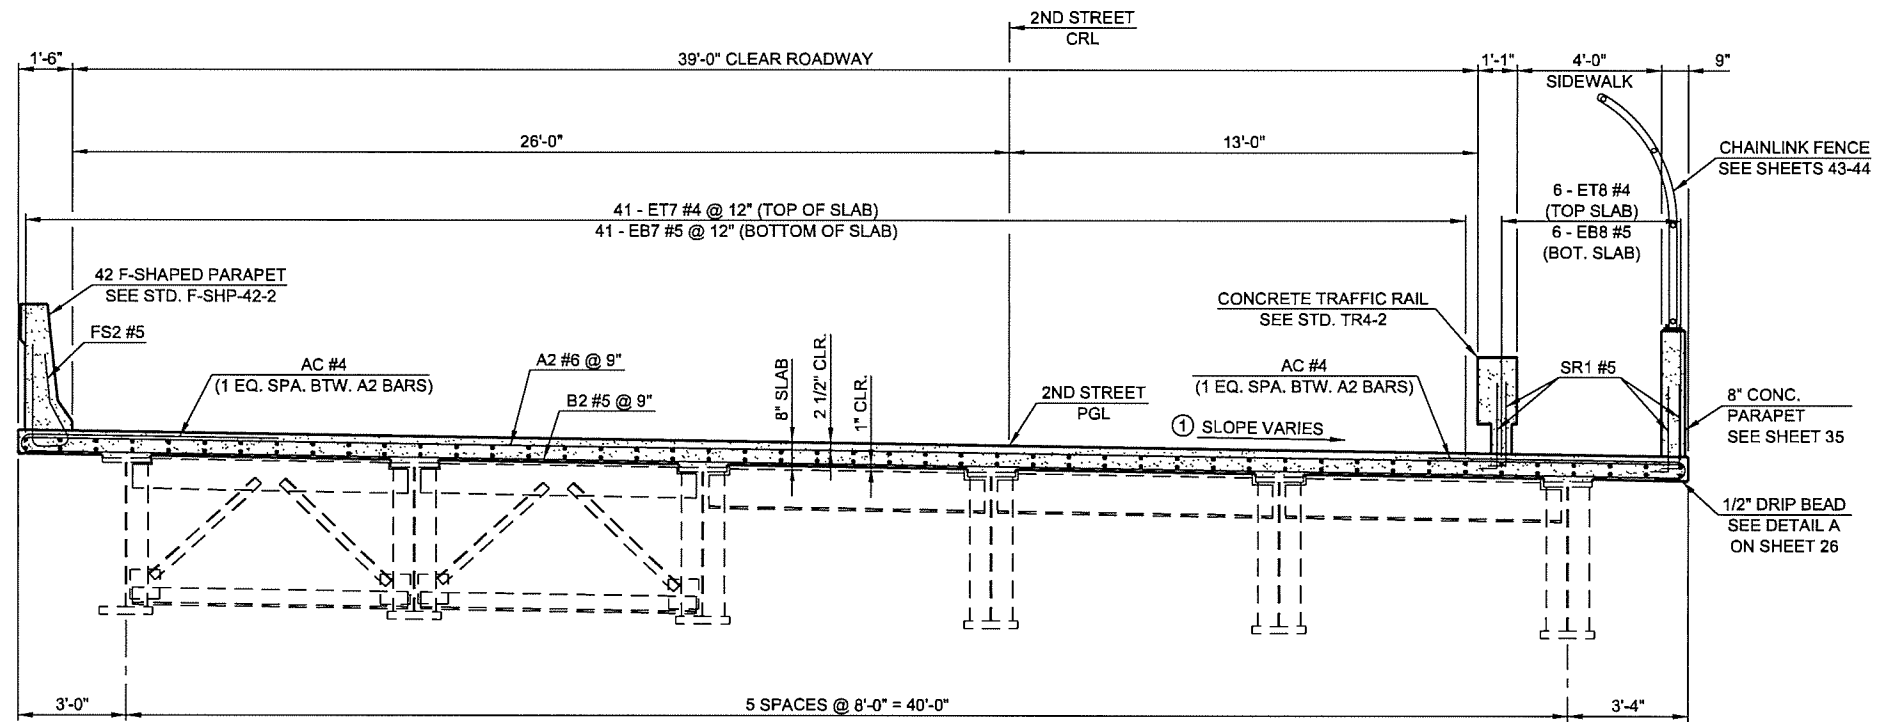 2ND STREET
CRL
1'-6"
39'-0" CLEAR ROADWAY
1'-1"
4'-0"
SIDEWALK
9"
26'-0"
13'-0"
CHAINLINK FENCE
SEE SHEETS 43-44
41 - ET7 #4 @ 12" (TOP OF SLAB)
41 - EB7 #5 @ 12" (BOTTOM OF SLAB)
6 - ET8 #4
(TOP SLAB)
6 - EB8 #5
(BOT. SLAB)
42 F-SHAPED PARAPET
SEE STD. F-SHP-42-2
FS2 #5
CONCRETE TRAFFIC RAIL
SEE STD. TR4-2
AC #4
(1 EQ. SPA. BTW. A2 BARS)
A2 #6 @ 9"
B2 #5 @ 9"
8" SLAB
2 1/2" CLR.
1" CLR.
2ND STREET
PGL
AC #4
(1 EQ. SPA. BTW. A2 BARS)
1 SLOPE VARIES
SR1 #5
8" CONC.
PARAPET
SEE SHEET 35
1/2" DRIP BEAD
SEE DETAIL A
ON SHEET 26
3'-0"
5 SPACES @ 8'-0" = 40'-0"
3'-4"